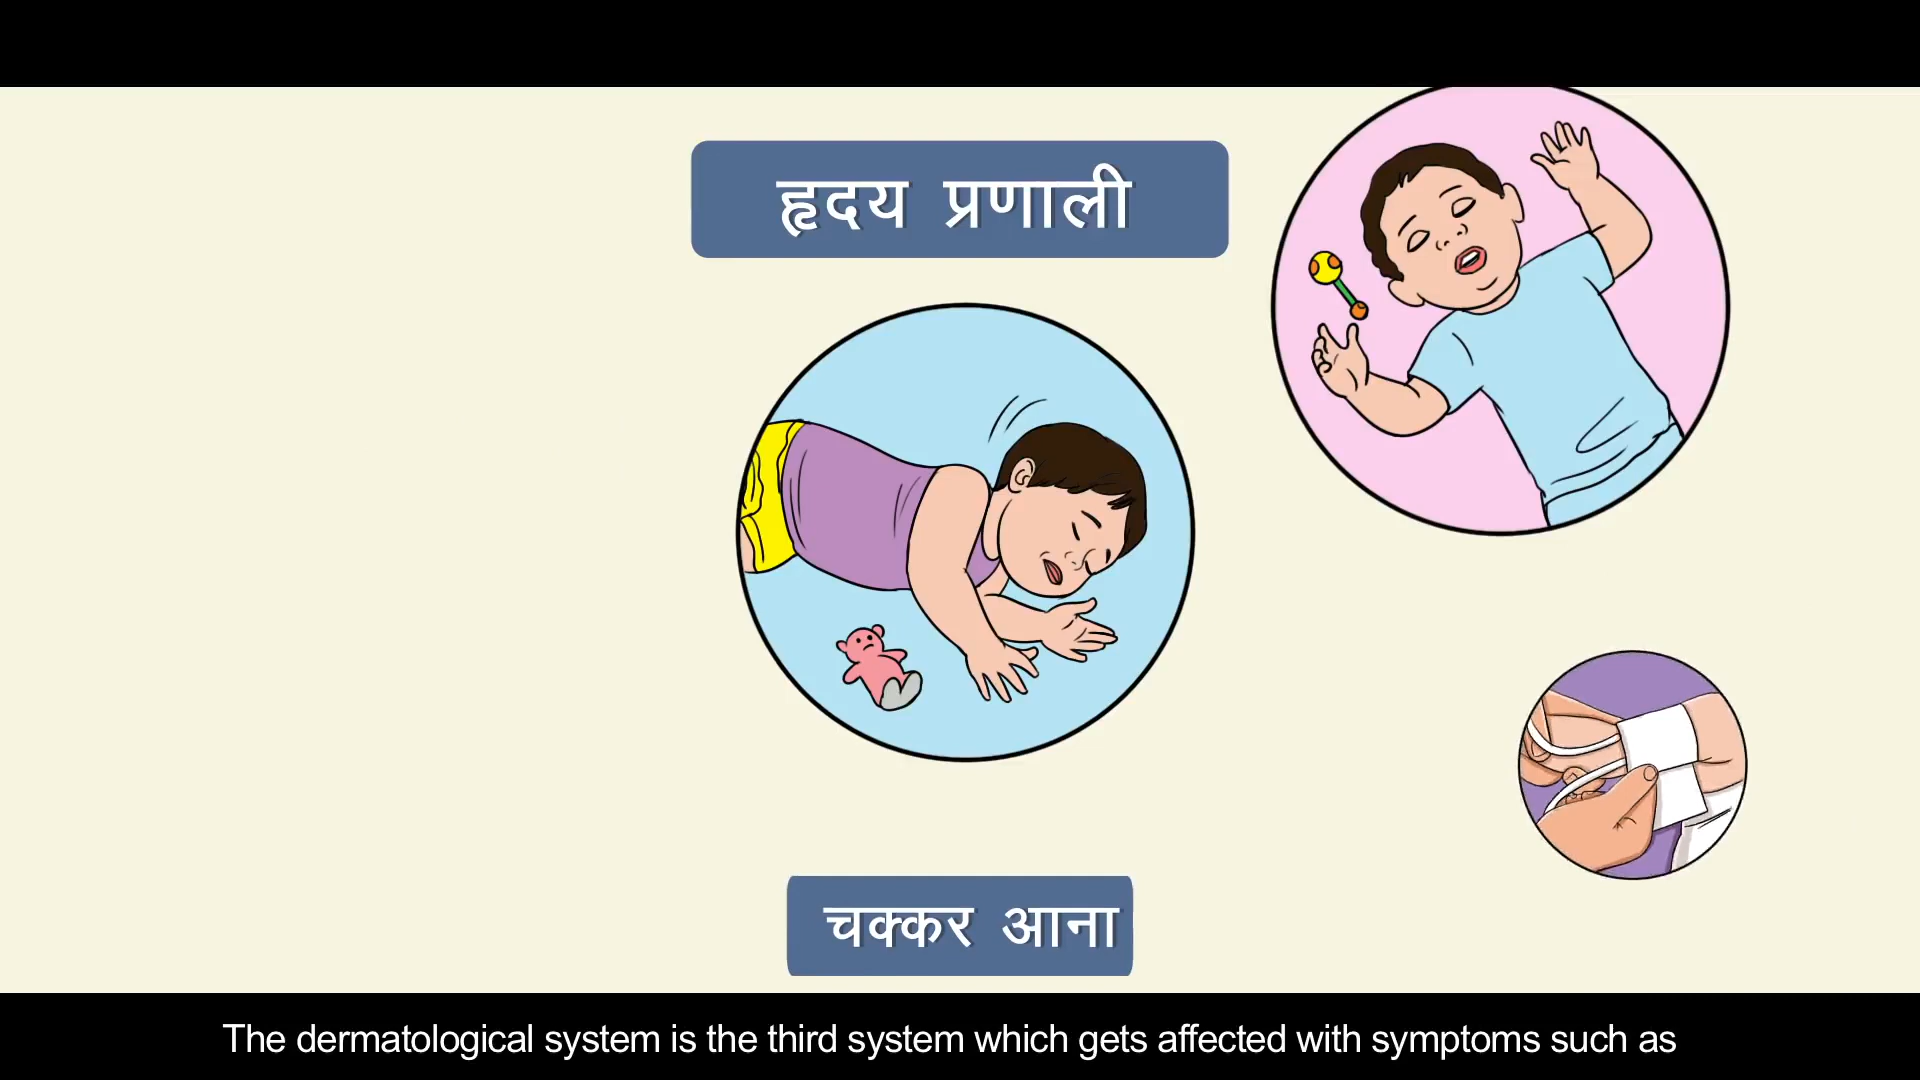 हृदय प्रणाली
चक्कर आना
The dermatological system is the third system which gets affected with symptoms such as